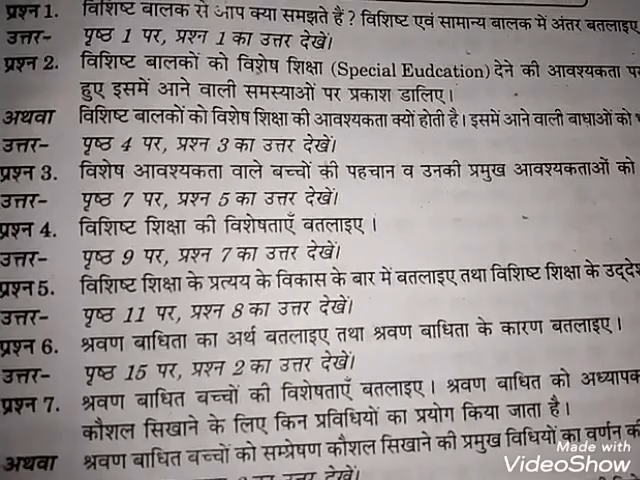 प्रश्न 1. विशिष्ट बालक से आप क्या समझते हैं ? विशिष्ट एवं सामान्य बालक में अंतर बतलाइए
उत्तर- पृष्ठ 1 पर, प्रश्न 1 का उत्तर देखें।
प्रश्न 2. विशिष्ट बालकों को विशेष शिक्षा (Special Eudcation) देने की आवश्यकता पर
हुए इसमें आने वाली समस्याओं पर प्रकाश डालिए।
अथवा विशिष्ट बालकों को विशेष शिक्षा की आवश्यकता क्यों होती है। इसमें आने वाली बाधाओं को
उत्तर- पृष्ठ 4 पर, प्रश्न 3 का उत्तर देखें।
प्रश्न 3. विशेष आवश्यकता वाले बच्चों की पहचान व उनकी प्रमुख आवश्यकताओं को
उत्तर- पृष्ठ 7 पर, प्रश्न 5 का उत्तर देखें।
प्रश्न 4. विशिष्ट शिक्षा की विशेषताएँ बतलाइए ।
उत्तर- पृष्ठ 9 पर, प्रश्न 7 का उत्तर देखें।
प्रश्न 5. विशिष्ट शिक्षा के प्रत्यय के विकास के बार में बतलाइए तथा विशिष्ट शिक्षा के उद्देश
उत्तर- पृष्ठ 11 पर, प्रश्न 8 का उत्तर देखें।
प्रश्न 6. श्रवण बाधिता का अर्थ बतलाइए तथा श्रवण बाधिता के कारण बतलाइए ।
उत्तर- पृष्ठ 15 पर, प्रश्न 2 का उत्तर देखें।
प्रश्न 7. श्रवण बाधित बच्चों की विशेषताएँ बतलाइए । श्रवण बाधित को अध्यापक
कौशल सिखाने के लिए किन प्रविधियों का प्रयोग किया जाता है।
अथवा श्रवण बाधित बच्चों को सम्प्रेषण कौशल सिखाने की प्रमुख विधियों का वर्णन की
उत्तर देखें।
Made with
VideoShow